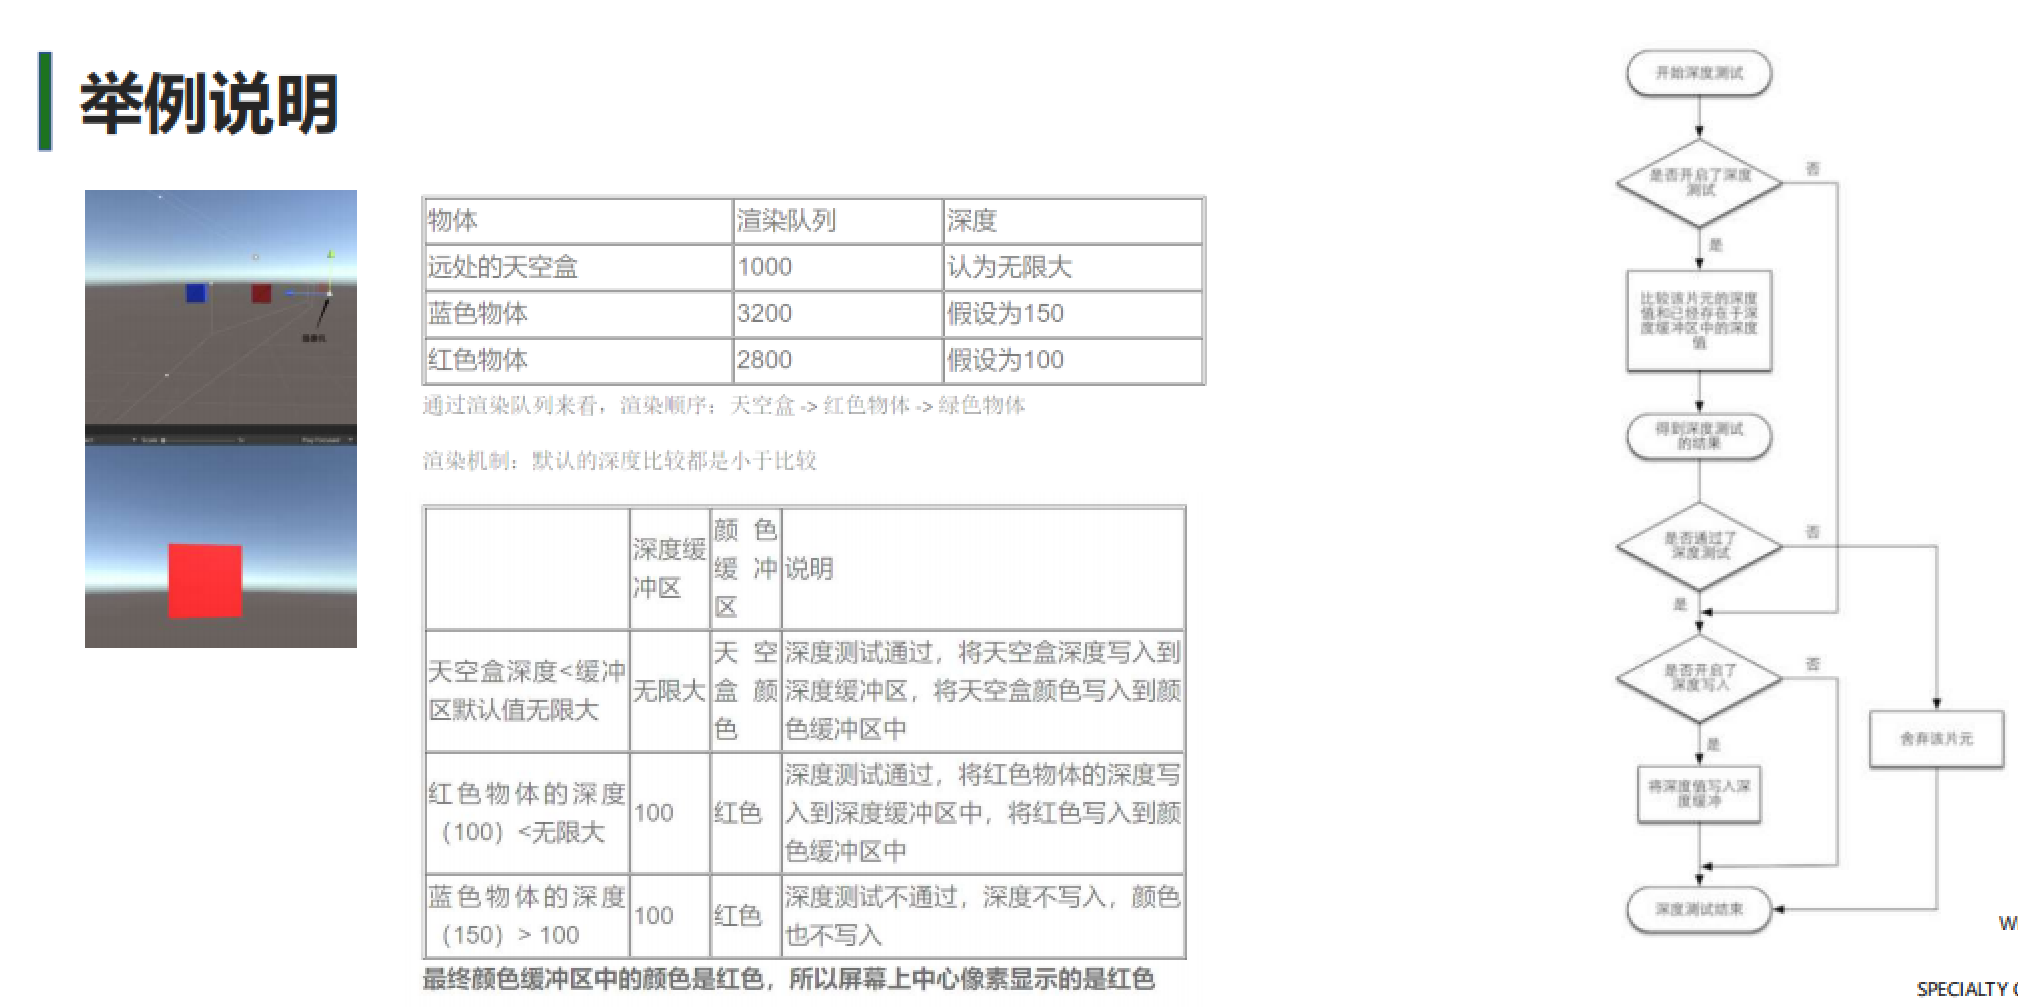 举例说明
摄像机
物体 渲染队列 深度
远处的天空盒 1000 认为无限大
蓝色物体 3200 假设为150
红色物体 2800 假设为100
通过渲染队列来看，渲染顺序：天空盒 -> 红色物体 -> 绿色物体
渲染机制：默认的深度比较都是小于比较
深度缓
冲区
颜色
缓冲
区
说明
天空盒深度<缓冲
区默认值无限大
无限大
天空
盒颜
色
深度测试通过，将天空盒深度写入到
深度缓冲区，将天空盒颜色写入到颜
色缓冲区中
红色物体的深度
（100）<无限大
100
红色
深度测试通过，将红色物体的深度写
入到深度缓冲区中，将红色写入到颜
色缓冲区中
蓝色物体的深度
（150）> 100
100
红色
深度测试不通过，深度不写入，颜色
也不写入
最终颜色缓冲区中的颜色是红色，所以屏幕上中心像素显示的是红色
开始深度测试
是否开启了深度
测试
否
是
比较该片元的深度
值和已经存在于深
度缓冲区中的深度
值
得到深度测试
的结果
是否通过了
深度测试
否
是
是否开启了
深度写入
否
是
舍弃该片元
将深度值写入深
度缓冲
深度测试结束
SPECIALTY